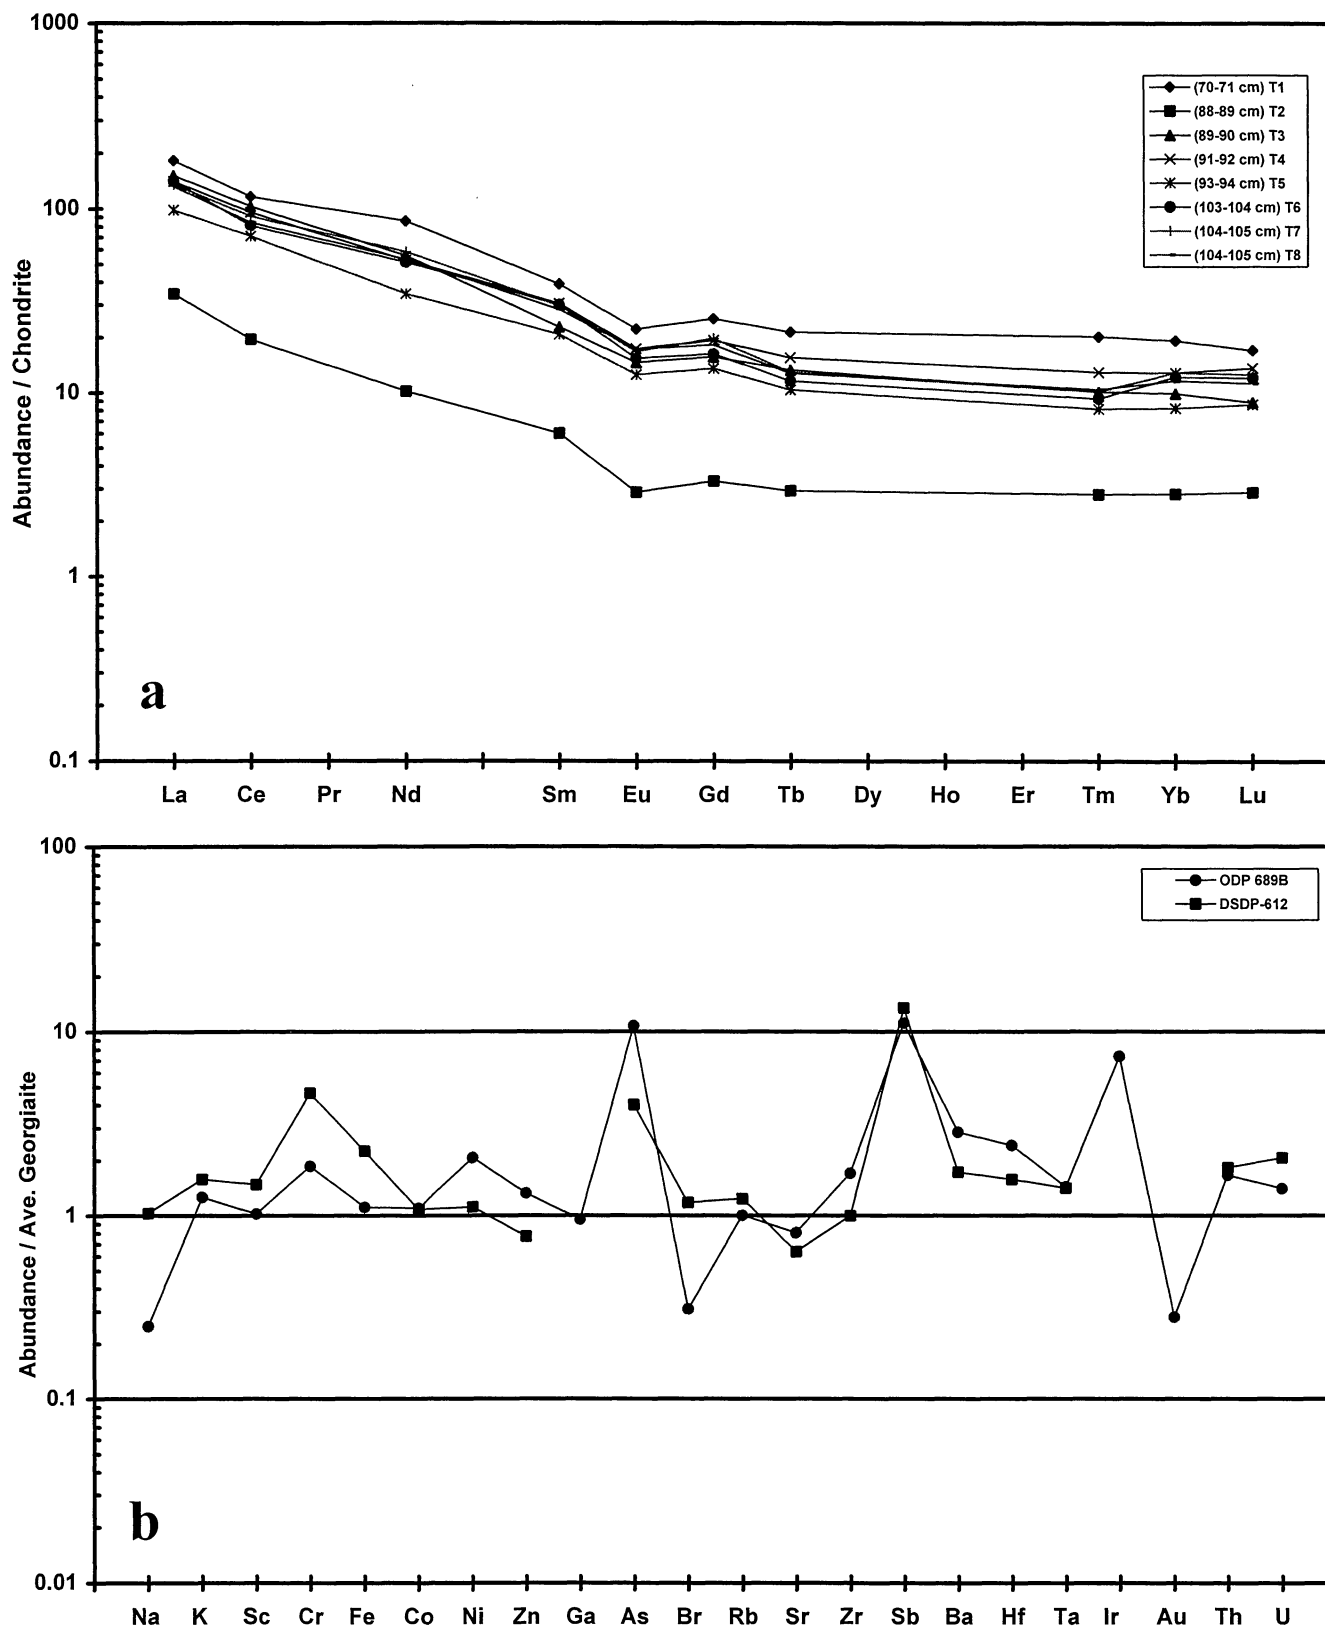 1000
100
10
1
0.1
Abundance / Chondrite
(70-71 cm) T1
(88-89 cm) T2
(89-90 cm) T3
(91-92 cm) T4
(93-94 cm) T5
(103-104 cm) T6
(104-105 cm) T7
(104-105 cm) T8
a
La Ce Pr Nd Sm Eu Gd Tb Dy Ho Er Tm Yb Lu
100
10
1
0.1
0.01
Abundance / Ave. Georgiaite
ODP 689B
DSDP-612
b
Na K Sc Cr Fe Co Ni Zn Ga As Br Rb Sr Zr Sb Ba Hf Ta Ir Au Th U